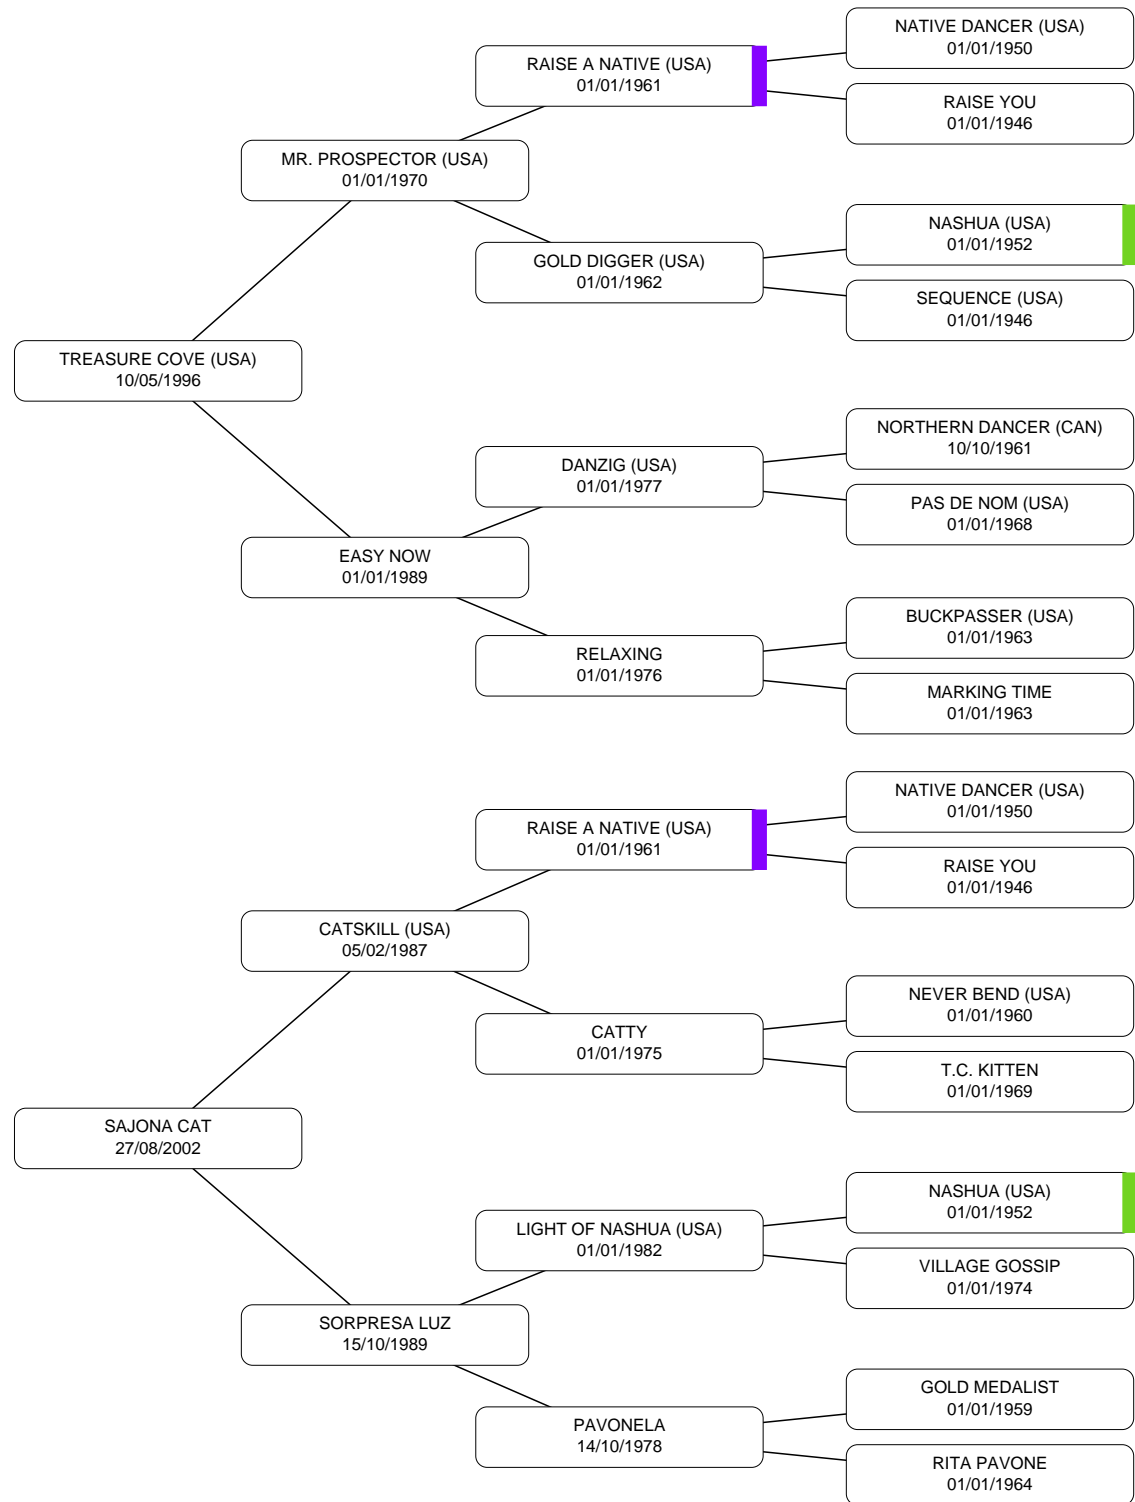 NATIVE DANCER (USA)
01/01/1950
RAISE A NATIVE (USA)
01/01/1961
RAISE YOU
01/01/1946
MR. PROSPECTOR (USA)
01/01/1970
NASHUA (USA)
01/01/1952
GOLD DIGGER (USA)
01/01/1962
SEQUENCE (USA)
01/01/1946
TREASURE COVE (USA)
10/05/1996
NORTHERN DANCER (CAN)
10/10/1961
DANZIG (USA)
01/01/1977
PAS DE NOM (USA)
01/01/1968
EASY NOW
01/01/1989
BUCKPASSER (USA)
01/01/1963
RELAXING
01/01/1976
MARKING TIME
01/01/1963
NATIVE DANCER (USA)
01/01/1950
RAISE A NATIVE (USA)
01/01/1961
RAISE YOU
01/01/1946
CATSKILL (USA)
05/02/1987
NEVER BEND (USA)
01/01/1960
CATTY
01/01/1975
T.C. KITTEN
01/01/1969
SAJONA CAT
27/08/2002
NASHUA (USA)
01/01/1952
LIGHT OF NASHUA (USA)
01/01/1982
VILLAGE GOSSIP
01/01/1974
SORPRESA LUZ
15/10/1989
GOLD MEDALIST
01/01/1959
PAVONELA
14/10/1978
RITA PAVONE
01/01/1964